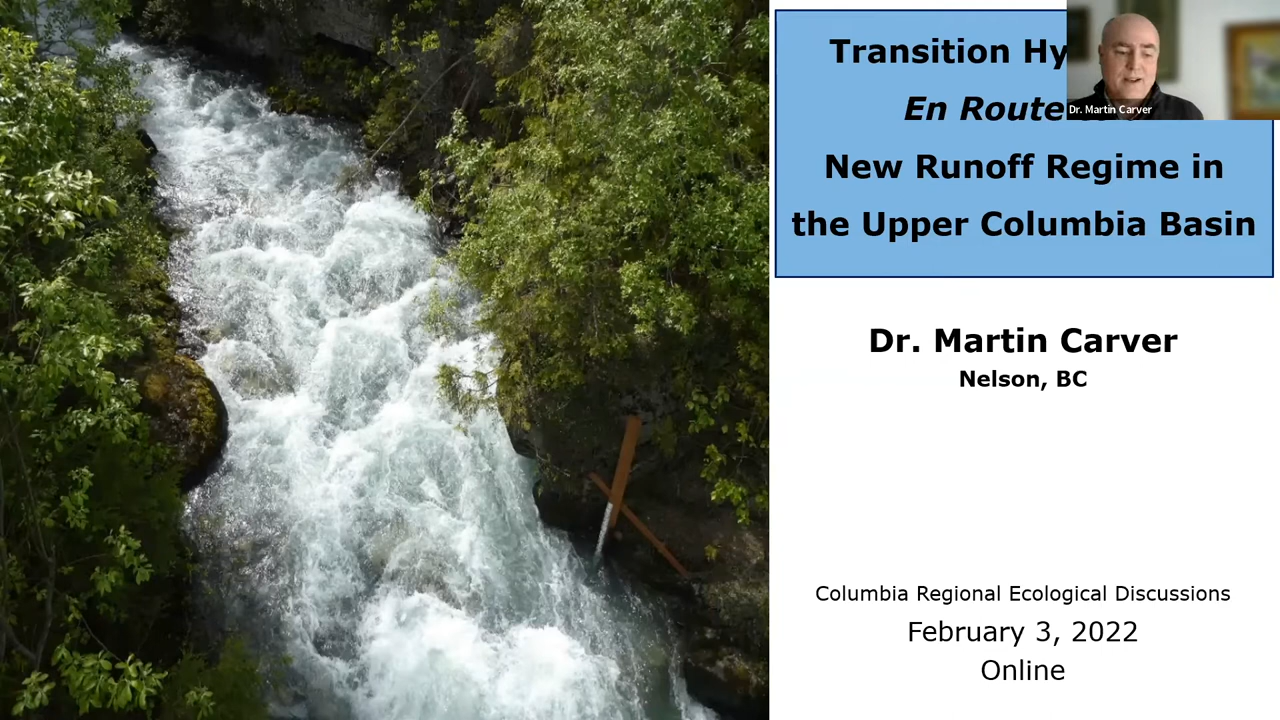 Transition Hy
En Route
New Runoff Regime in
the Upper Columbia Basin
Dr. Martin Carver
Dr. Martin Carver
Nelson, BC
Columbia Regional Ecological Discussions
February 3, 2022
Online